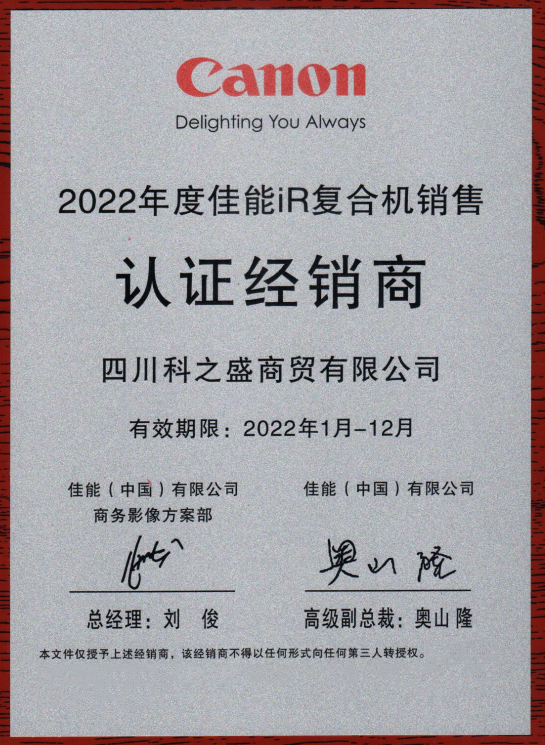 Canon
Delighting You Always
2022年度佳能iR复合机销售
认证经销商
四川科之盛商贸有限公司
有效期限：2022年1月-12月
佳能（中国）有限公司
商务影像方案部
佳能（中国）有限公司
奥山隆
总经理：刘 俊
高级副总裁：奥山 隆
本文件仅授予上述经销商，该经销商不得以任何形式向任何第三人转授权。